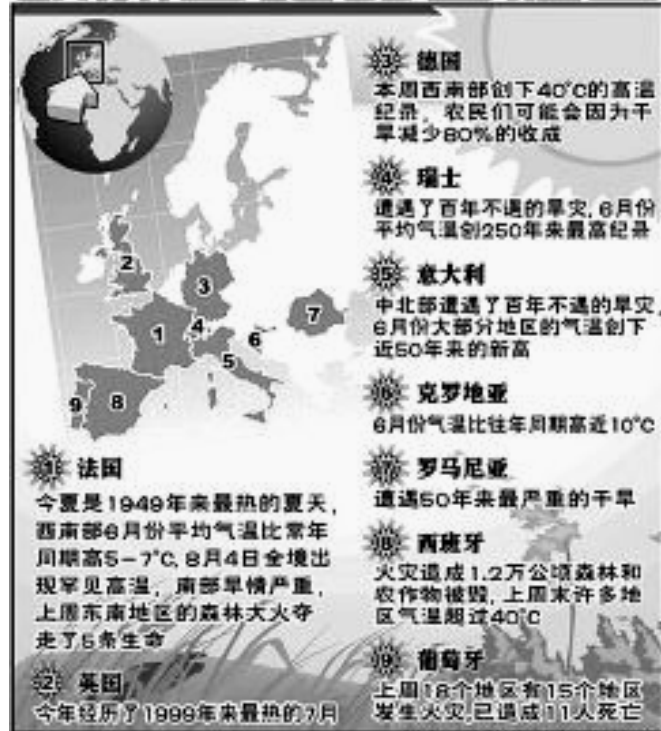 1
2
3
4
5
6
7
8
9
① 法国
今夏是1949年来最热的夏天，
西南部6月份平均气温比常年
同期高5－7℃，8月4日全境出
现罕见高温，南部旱情严重，
上周东南地区的森林大火夺
走了5条生命
② 英国
今年经历了1999年来最热的7月
③ 德国
本周西南部创下40℃的高温
纪录，农民们可能会因为干
旱减少80%的收成
④ 瑞士
遭遇了百年不遇的旱灾，6月份
平均气温创250年来最高纪录
⑤ 意大利
中北部遭遇了百年不遇的旱灾，
6月份大部分地区的气温创下
近50年来的新高
⑥ 克罗地亚
6月份气温比往年同期高近10℃
⑦ 罗马尼亚
遭遇50年来最严重的干旱
⑧ 西班牙
火灾造成1.2万公顷森林和
农作物被毁，上周末许多地
区气温超过40℃
⑨ 葡萄牙
上周18个地区有15个地区
发生火灾，已造成11人死亡